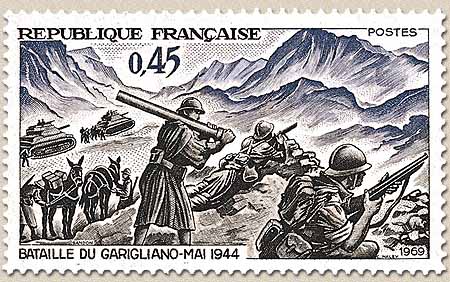 REPUBLIQUE FRANÇAISE
POSTES
0,45
BATAILLE DU GARIGLIANO-MAI 1944
1969